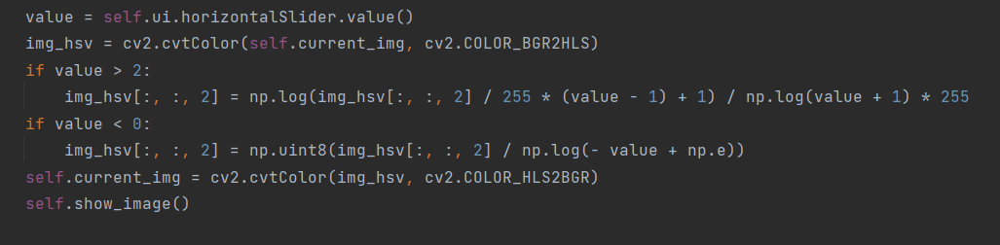 value = self.ui.horizontalSlider.value()
img_hsv = cv2.cvtColor(self.current_img, cv2.COLOR_BGR2HLS)
if value > 2:
    img_hsv[:, :, 2] = np.log(img_hsv[:, :, 2] / 255 * (value - 1) + 1) / np.log(value + 1) * 255
if value < 0:
    img_hsv[:, :, 2] = np.uint8(img_hsv[:, :, 2] / np.log(- value + np.e))
self.current_img = cv2.cvtColor(img_hsv, cv2.COLOR_HLS2BGR)
self.show_image()